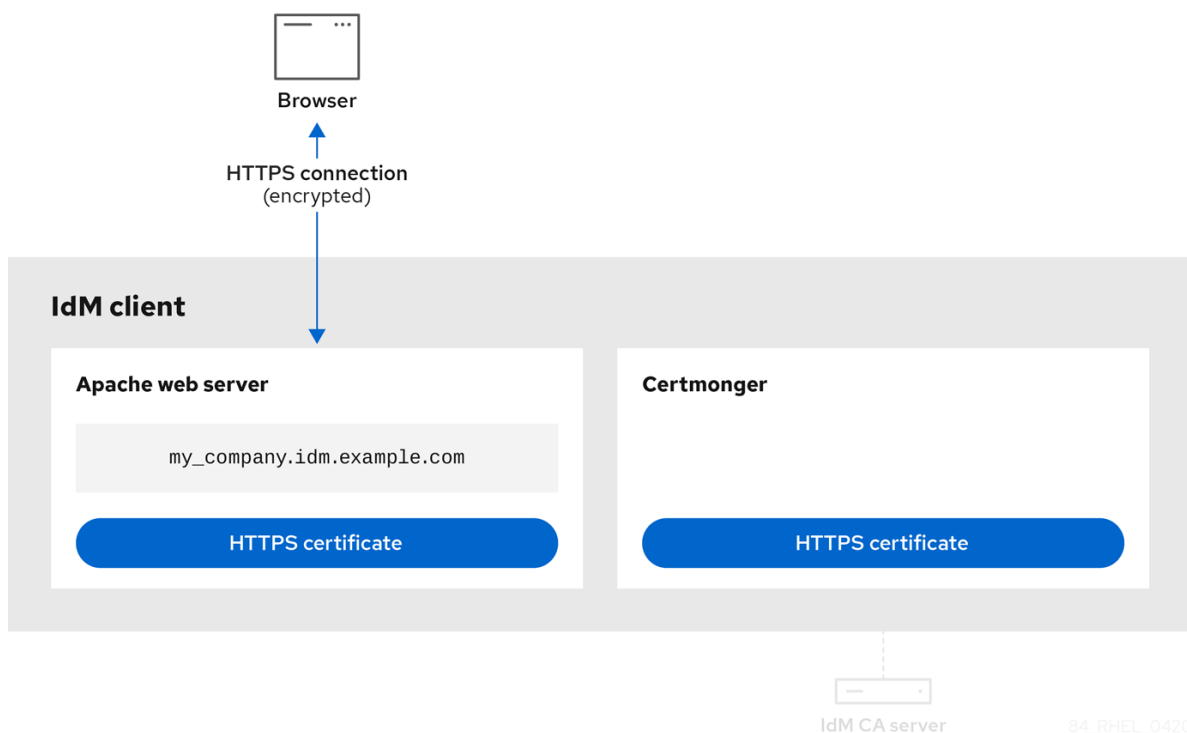 Browser
HTTPS connection
(encrypted)
IdM client
Apache web server
my_company.idm.example.com
HTTPS certificate
Certmonger
HTTPS certificate
IdM CA server
84_RHEL_0420